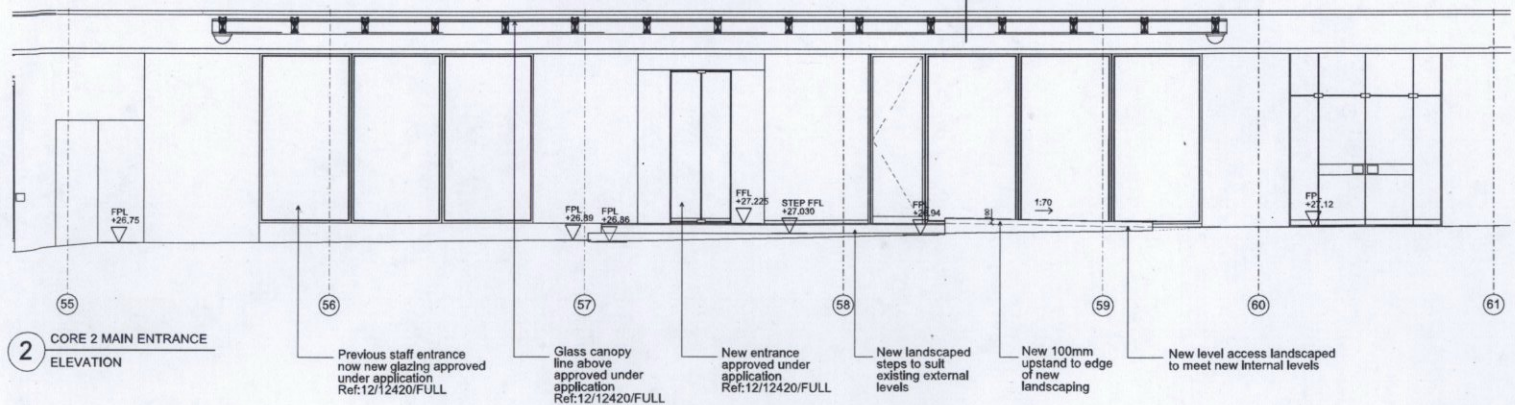 FPL
+26.75
FPL
+26.89
FPL
+26.86
FFL
+27.225
STEP FFL
+27.030
FPL
1:70
FPL
+27.12
55
56
57
58
59
60
61
2
CORE 2 MAIN ENTRANCE
ELEVATION
Previous staff entrance
now new glazing approved
under application
Ref:12/12420/FULL
Glass canopy
line above
approved under
application
Ref:12/12420/FULL
New entrance
approved under
application
Ref:12/12420/FULL
New landscaped
steps to suit
existing external
levels
New 100mm
upstand to edge
of new
landscaping
New level access landscaped
to meet new internal levels